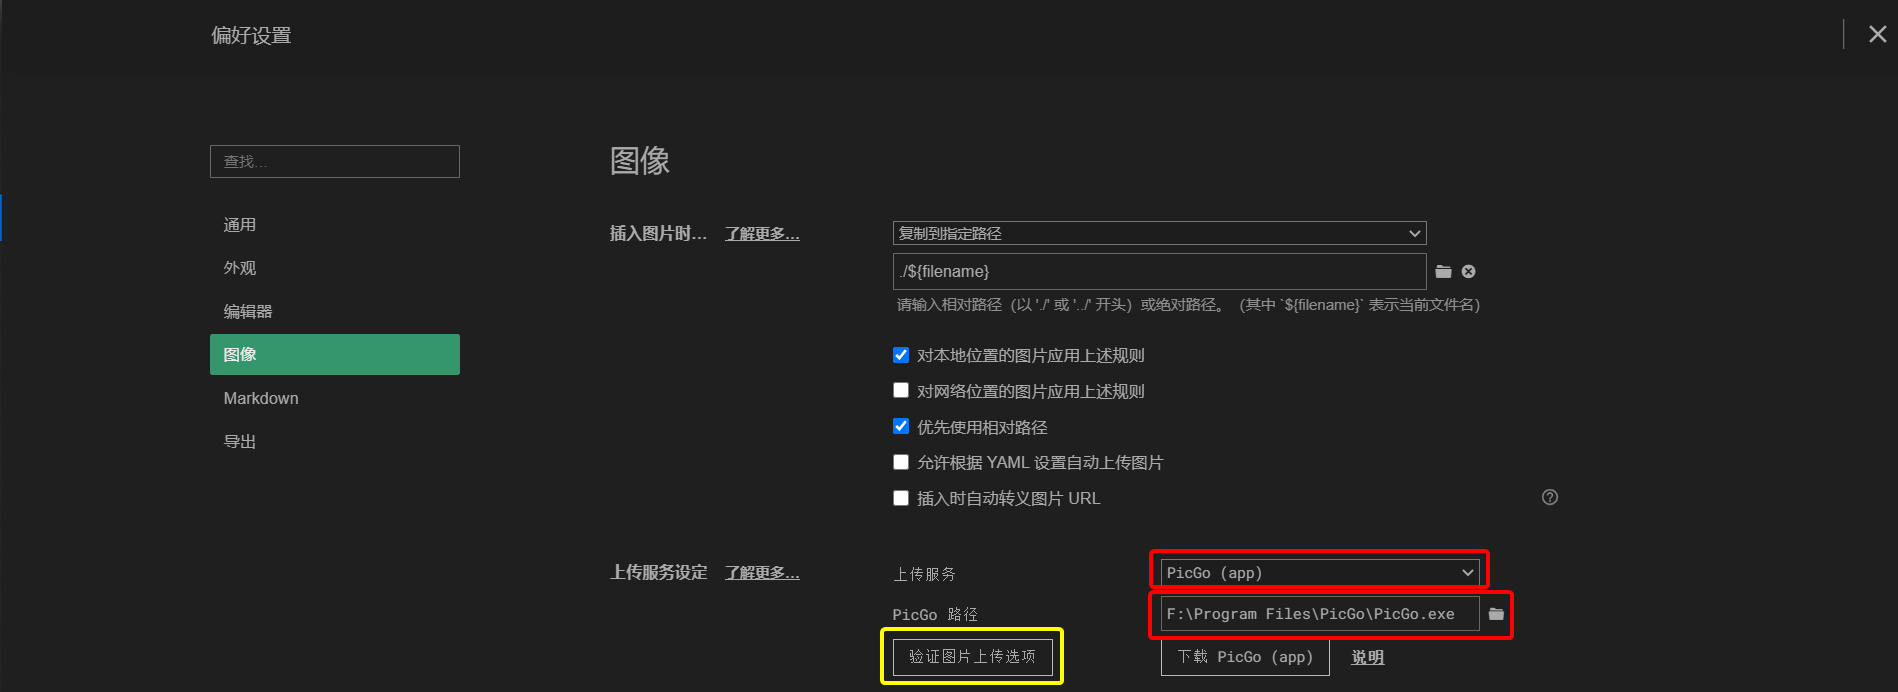 偏好设置
查找...
通用
外观
编辑器
图像
Markdown
导出
图像
插入图片时... 了解更多...
复制到指定路径
./${filename}
请输入相对路径（以 './' 或 '../' 开头）或绝对路径。（其中 `${filename}` 表示当前文件名）
对本地位置的图片应用上述规则
对网络位置的图片应用上述规则
优先使用相对路径
允许根据 YAML 设置自动上传图片
插入时自动转义图片 URL
上传服务设定 了解更多...
上传服务 PicGo (app)
PicGo 路径 F:\Program Files\PicGo\PicGo.exe
验证图片上传选项 下载 PicGo (app) 说明